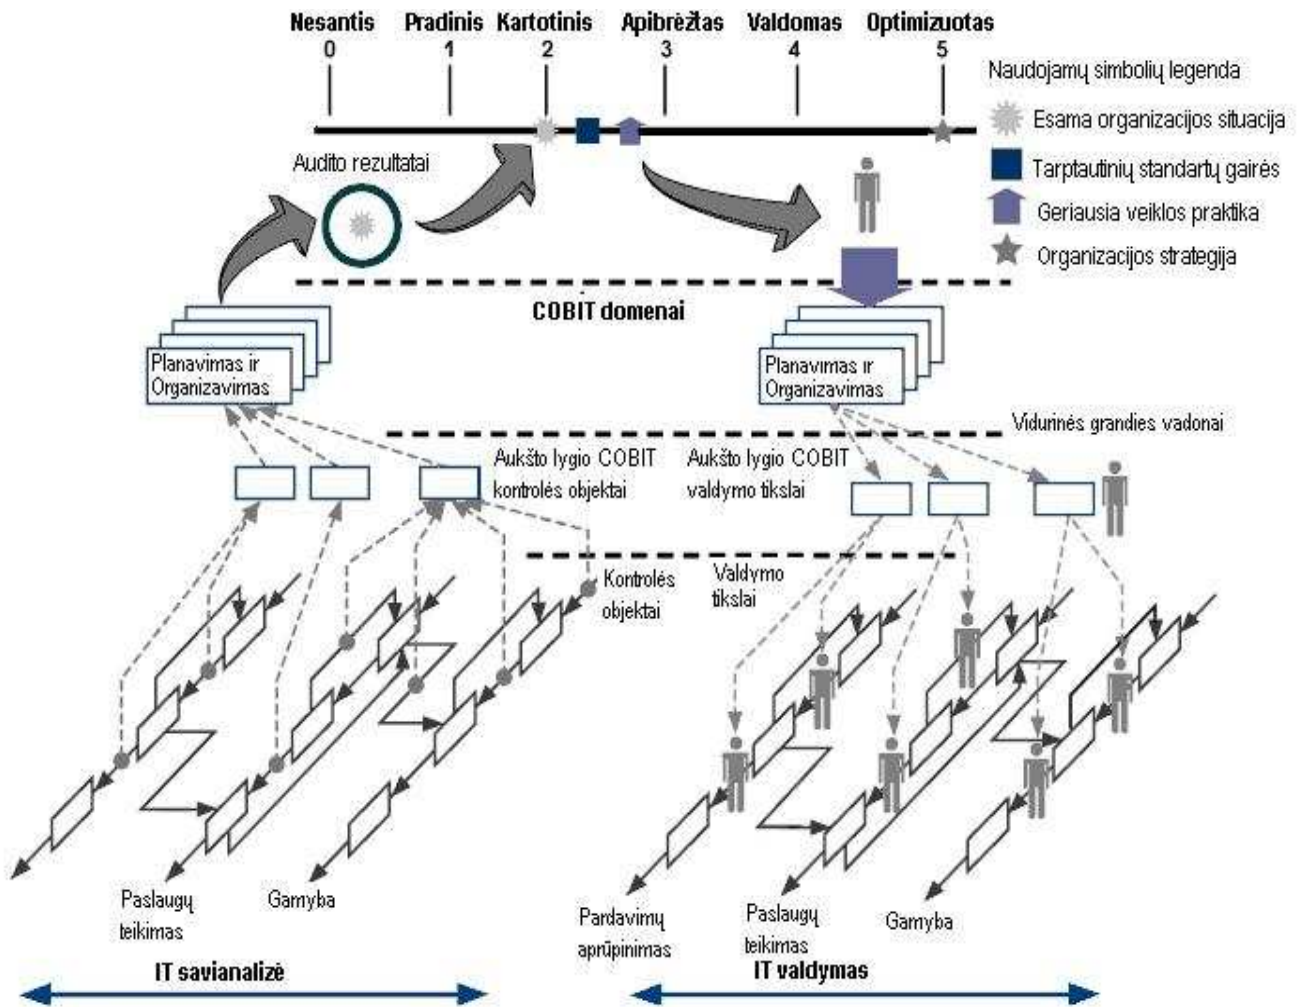 Nesantis Pradinis Kartotinis Apibrėžtas Valdomas Optimizuotas
0 1 2 3 4 5
Naudojamų simbolių legenda
Esama organizacijos situacija
Tarptautinių standartų gairės
Geriausia veiklos praktika
Organizacijos strategija
Audito rezultatai
COBIT domenai
Planavimas ir
Organizavimas
Planavimas ir
Organizavimas
Vidurinės grandies vadonai
Aukšto lygio COBIT
kontrolės objektai
Aukšto lygio COBIT
valdymo tikslai
Kontrolės
objektai
Valdymo
tikslai
Paslaugų
teikimas
Gamyba
Pardavimų
aprūpinimas
Paslaugų
teikimas
Gamyba
IT savianalizė
IT valdymas